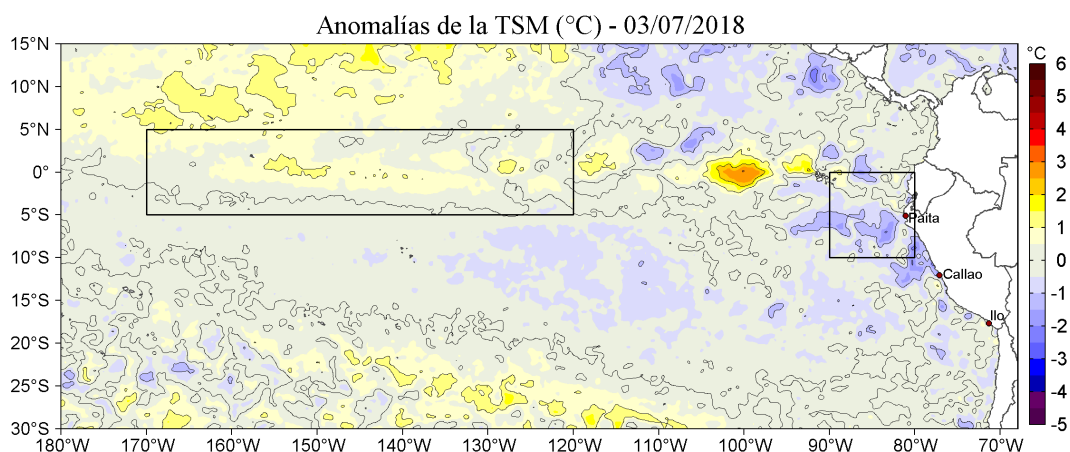 Anomalías de la TSM (°C) - 03/07/2018
15°N
10°N
5°N
0°
5°S
10°S
15°S
20°S
25°S
30°S
180°W
170°W
160°W
150°W
140°W
130°W
120°W
110°W
100°W
90°W
80°W
70°W
Paita
Callao
Ilo
°C
6
5
4
3
2
1
0
-1
-2
-3
-4
-5